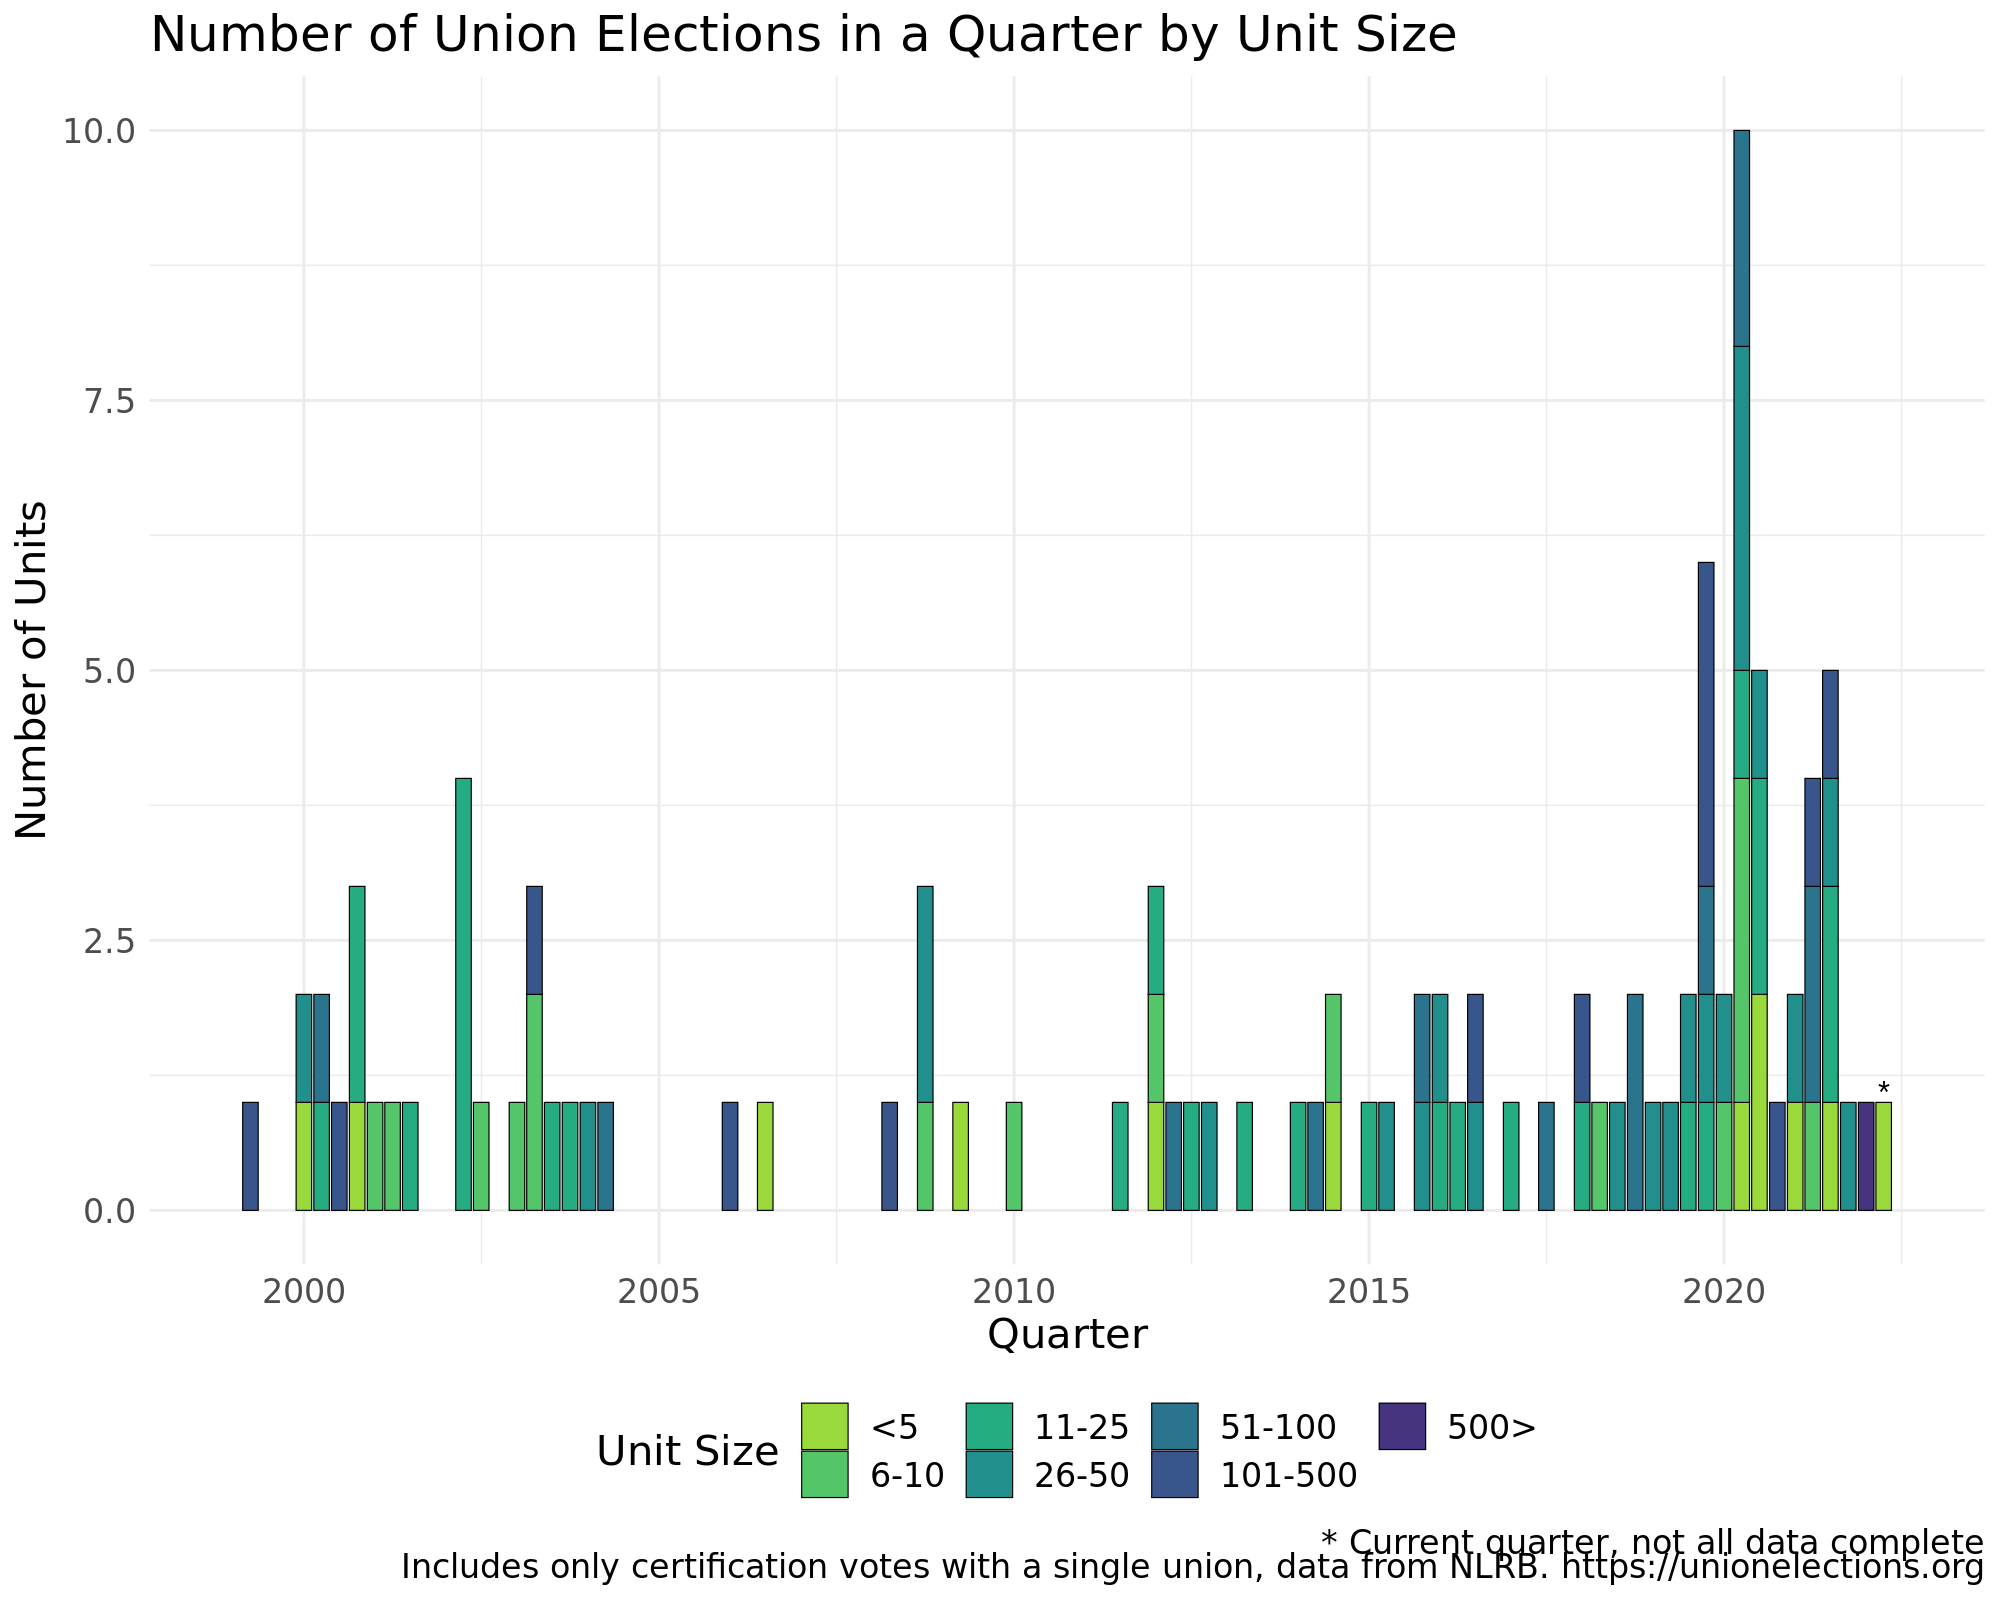 Number of Union Elections in a Quarter by Unit Size
10.0
7.5
5.0
2.5
0.0
Number of Units
*
2000 2005 2010 2015 2020
Quarter
Unit Size
<5 11-25 51-100 500>
6-10 26-50 101-500
* Current quarter, not all data complete
Includes only certification votes with a single union, data from NLRB. https://unionelections.org